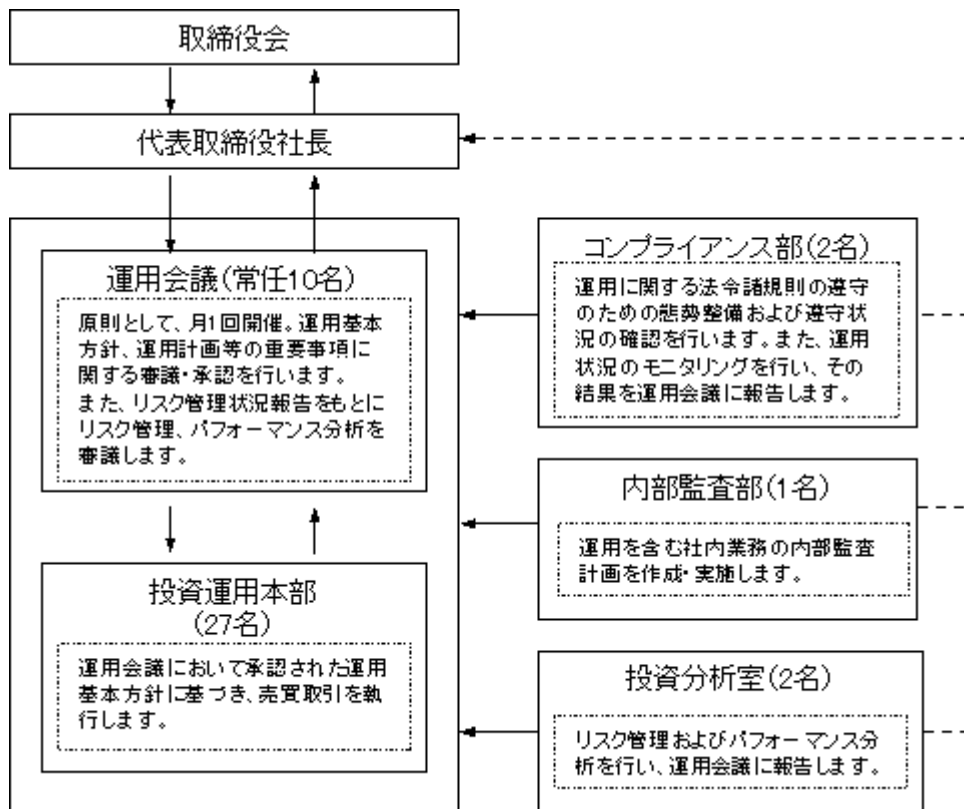 取締役会
代表取締役社長
運用会議(常任10名)
原則として、月1回開催。運用基本
方針、運用計画等の重要事項に
関する審議・承認を行います。
また、リスク管理状況報告をもとに
リスク管理、パフォーマンス分析を
審議します。
投資運用本部
(27名)
運用会議において承認された運用
基本方針に基づき、売買取引を執
行します。
コンプライアンス部(2名)
運用に関する法令諸規則の遵守
のための態勢整備および遵守状
況の確認を行います。また、運用
状況のモニタリングを行い、その
結果を運用会議に報告します。
内部監査部(1名)
運用を含む社内業務の内部監査
計画を作成・実施します。
投資分析室(2名)
リスク管理およびパフォーマンス分
析を行い、運用会議に報告します。